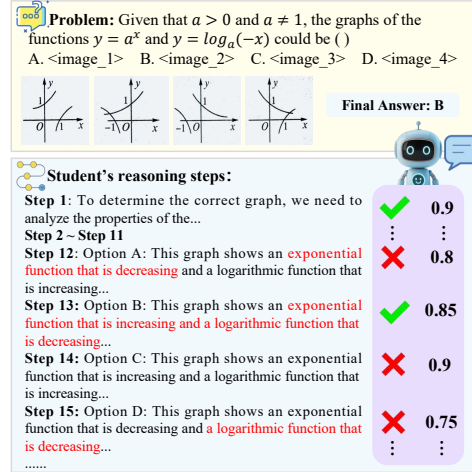 Problem: Given that a > 0 and a ≠ 1, the graphs of the
functions y = aˣ and y = logₐ(−x) could be ( )
A. <image_1> B. <image_2> C. <image_3> D. <image_4>
y 1 O 1 x
y 1 −1 O x
y 1 −1 O x
y 1 O 1 x
Final Answer: B
Student's reasoning steps:
Step 1: To determine the correct graph, we need to
analyze the properties of the...
0.9
Step 2 ~ Step 11
Step 12: Option A: This graph shows an exponential
function that is decreasing and a logarithmic function that
is increasing...
0.8
Step 13: Option B: This graph shows an exponential
function that is increasing and a logarithmic function that
is decreasing...
0.85
Step 14: Option C: This graph shows an exponential
function that is increasing and a logarithmic function that
is increasing...
0.9
Step 15: Option D: This graph shows an exponential
function that is decreasing and a logarithmic function that
is decreasing...
0.75
......